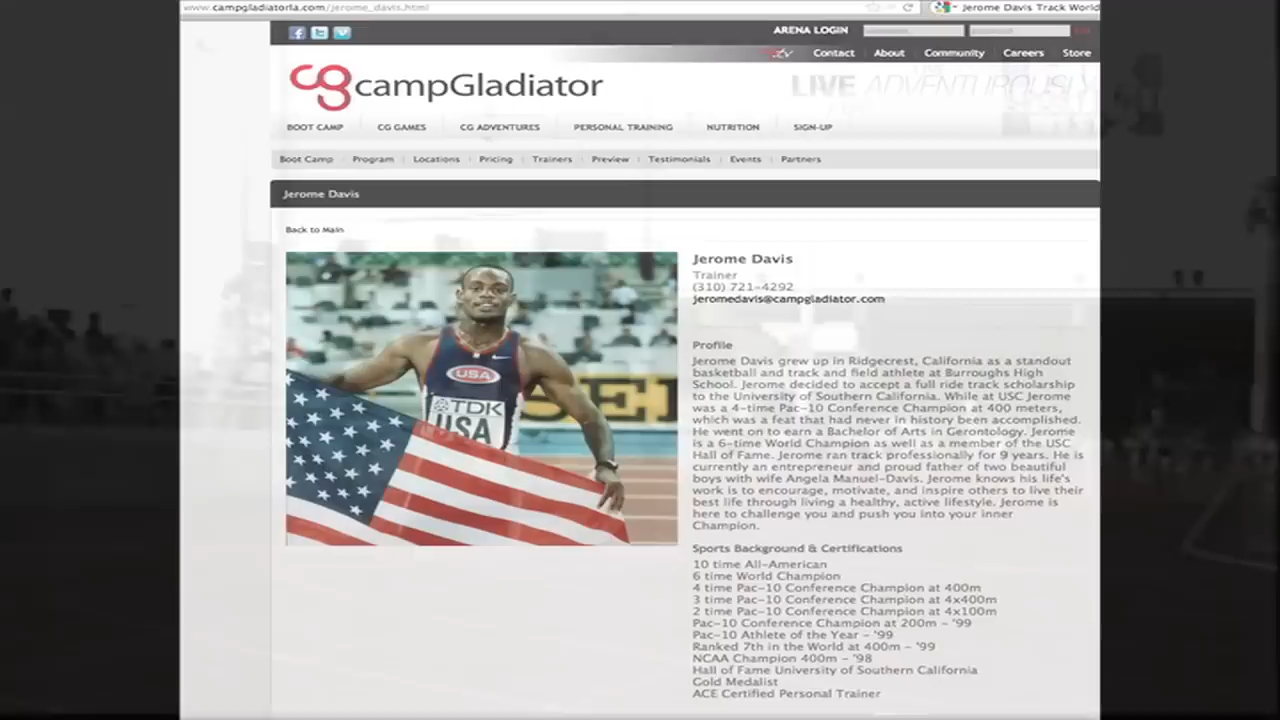 www.campgladiatorla.com/jerome_davis.html
Jerome Davis Track World
ARENA LOGIN
tv Contact About Community Careers Store
cg campGladiator
LIVE ADVENTUROUSLY
BOOT CAMP CG GAMES CG ADVENTURES PERSONAL TRAINING NUTRITION SIGN-UP
Boot Camp Program Locations Pricing Trainers Preview Testimonials Events Partners
Jerome Davis
Back to Main
USA
TDK
USA
SE
Jerome Davis
Trainer
(310) 721-4292
jeromedavis@campgladiator.com
Profile
Jerome Davis grew up in Ridgecrest, California as a standout
basketball and track and field athlete at Burroughs High
School. Jerome decided to accept a full ride track scholarship
to the University of Southern California. While at USC Jerome
was a 4-time Pac-10 Conference Champion at 400 meters,
which was a feat that had never in history been accomplished.
He went on to earn a Bachelor of Arts in Gerontology. Jerome
is a 6-time World Champion as well as a member of the USC
Hall of Fame. Jerome ran track professionally for 9 years. He is
currently an entrepreneur and proud father of two beautiful
boys with wife Angela Manuel-Davis. Jerome knows his life's
work is to encourage, motivate, and inspire others to live their
best life through living a healthy, active lifestyle. Jerome is
here to challenge you and push you into your inner
Champion.
Sports Background & Certifications
10 time All-American
6 time World Champion
4 time Pac-10 Conference Champion at 400m
3 time Pac-10 Conference Champion at 4x400m
2 time Pac-10 Conference Champion at 4x100m
Pac-10 Conference Champion at 200m - '99
Pac-10 Athlete of the Year - '99
Ranked 7th in the World at 400m - '99
NCAA Champion 400m - '98
Hall of Fame University of Southern California
Gold Medalist
ACE Certified Personal Trainer